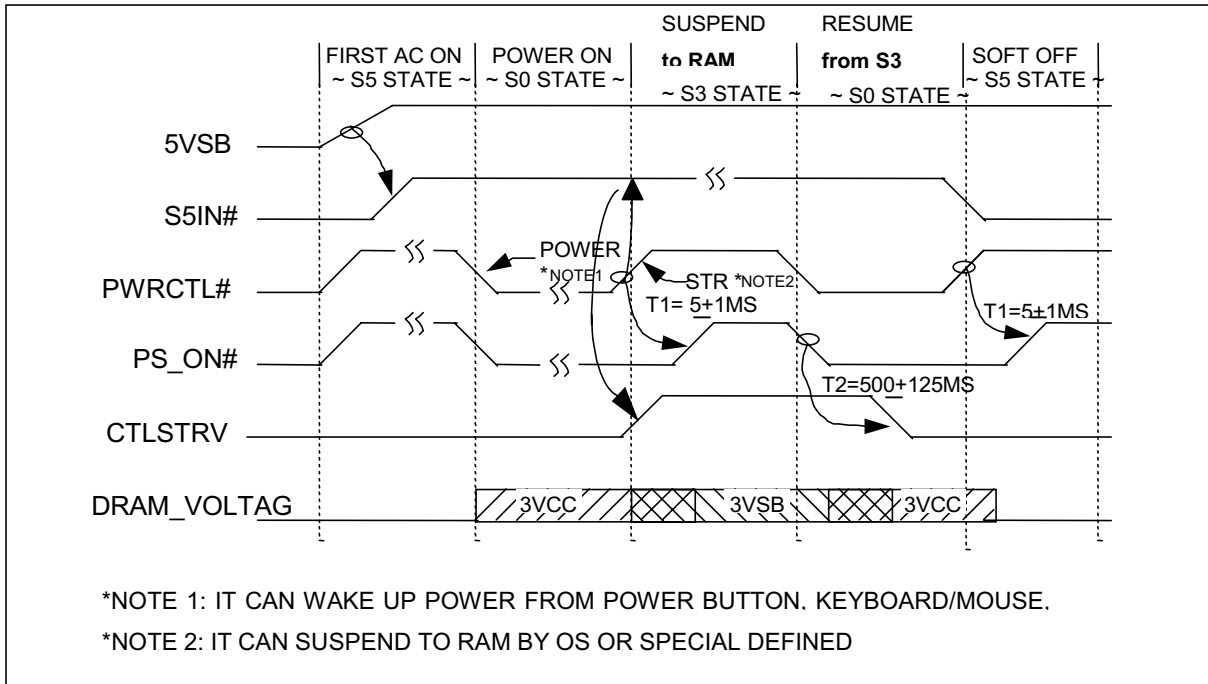 FIRST AC ON
~ S5 STATE ~
POWER ON
~ S0 STATE ~
SUSPEND
to RAM
~ S3 STATE ~
RESUME
from S3
~ S0 STATE ~
SOFT OFF
~ S5 STATE ~
5VSB
S5IN#
POWER
*NOTE1
PWRCTL#
STR *NOTE2
T1= 5±1MS
T1=5±1MS
PS_ON#
T2=500±125MS
CTLSTRV
DRAM_VOLTAG
3VCC
3VSB
3VCC
*NOTE 1: IT CAN WAKE UP POWER FROM POWER BUTTON, KEYBOARD/MOUSE,
*NOTE 2: IT CAN SUSPEND TO RAM BY OS OR SPECIAL DEFINED